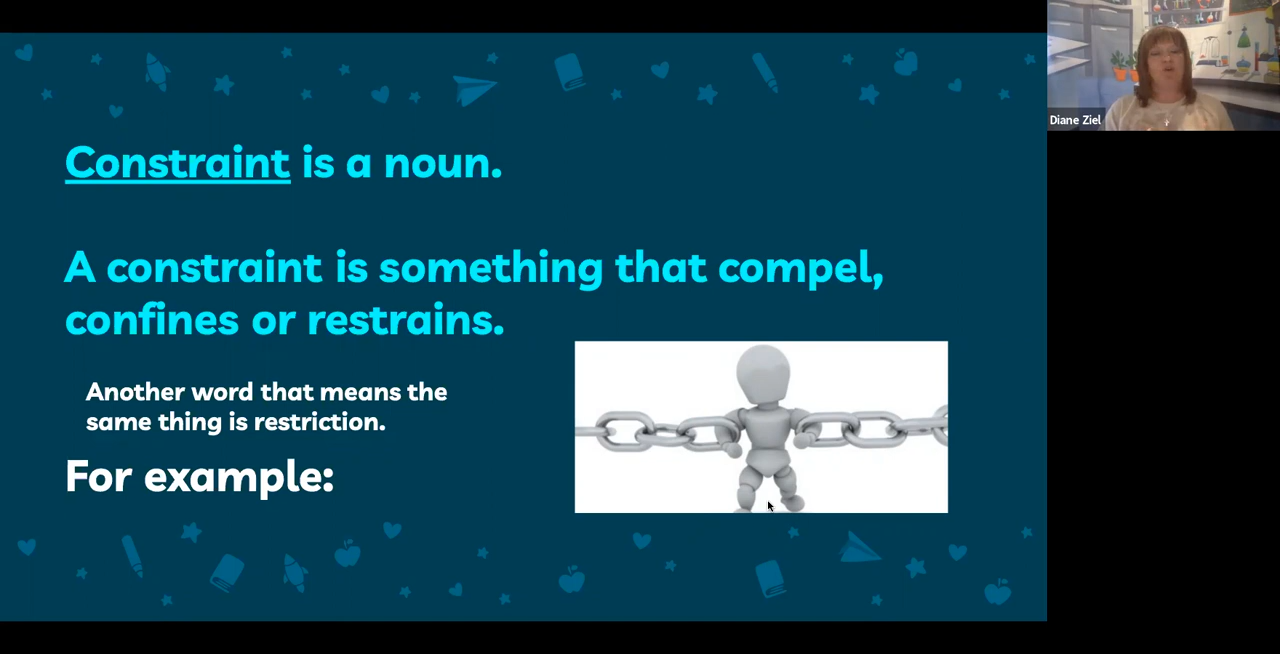 Constraint is a noun.
A constraint is something that compel,
confines or restrains.
Another word that means the
same thing is restriction.
For example:
Diane Ziel